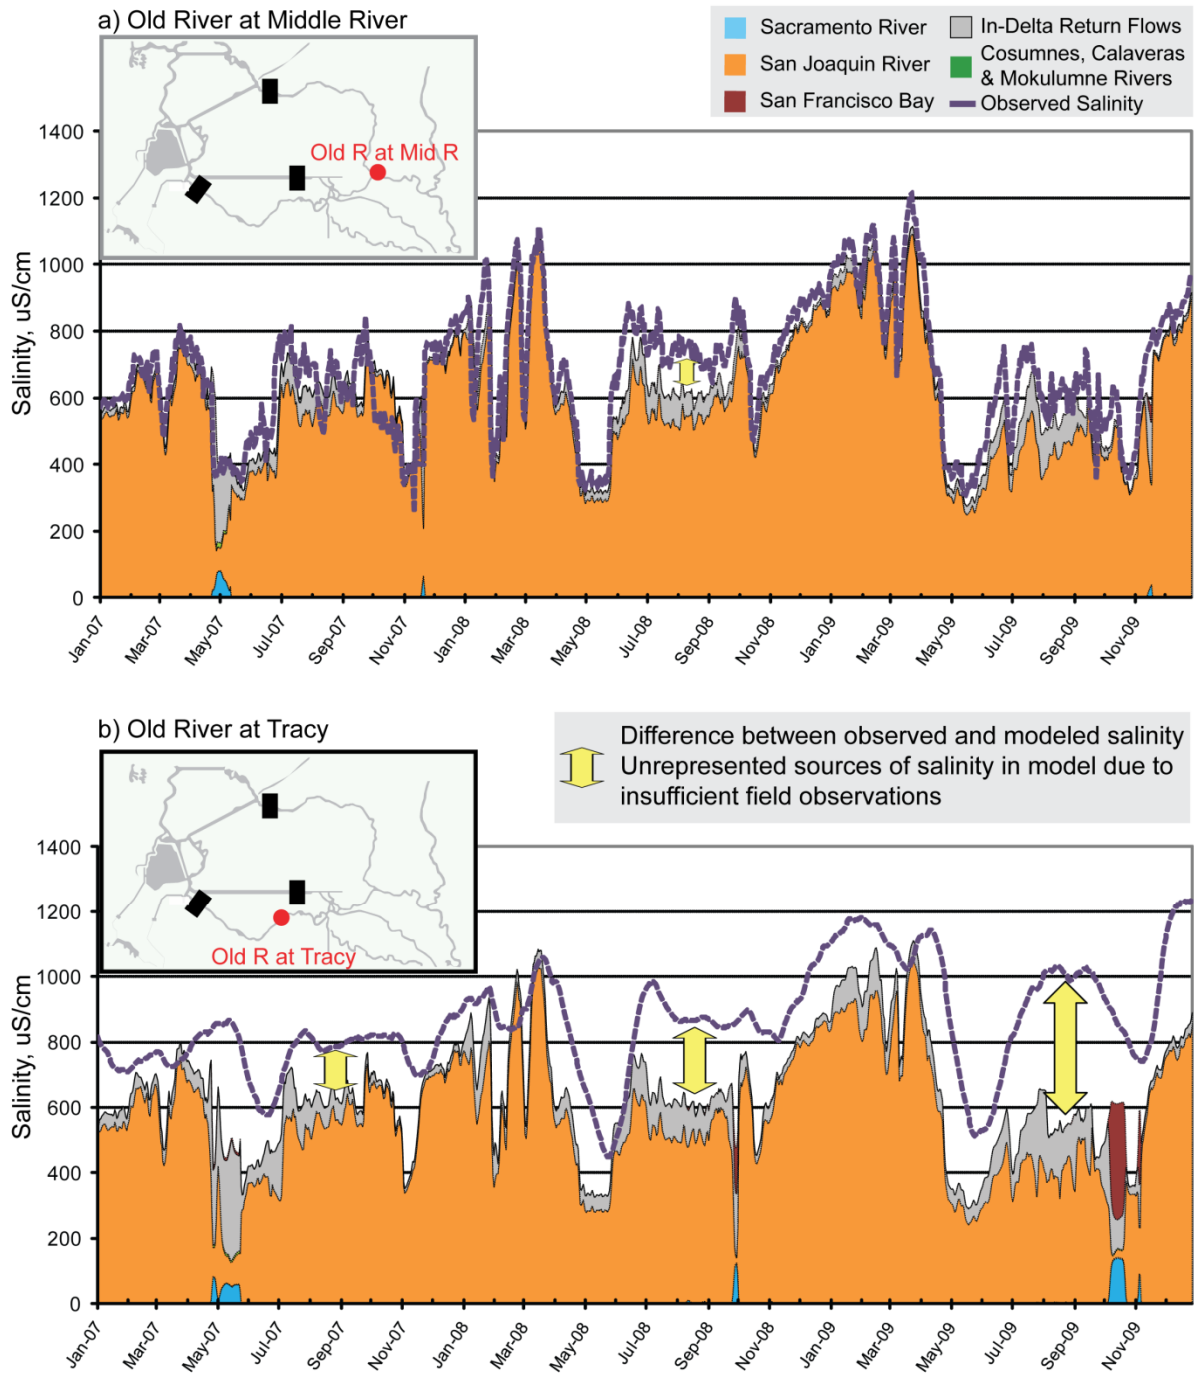 a) Old River at Middle River
Sacramento River
San Joaquin River
San Francisco Bay
In-Delta Return Flows
Cosumnes, Calaveras
& Mokulumne Rivers
Observed Salinity
Old R at Mid R
Salinity, uS/cm
1400
1200
1000
800
600
400
200
0
Jan-07
Mar-07
May-07
Jul-07
Sep-07
Nov-07
Jan-08
Mar-08
May-08
Jul-08
Sep-08
Nov-08
Jan-09
Mar-09
May-09
Jul-09
Sep-09
Nov-09
b) Old River at Tracy
Difference between observed and modeled salinity
Unrepresented sources of salinity in model due to
insufficient field observations
Old R at Tracy
Salinity, uS/cm
1400
1200
1000
800
600
400
200
0
Jan-07
Mar-07
May-07
Jul-07
Sep-07
Nov-07
Jan-08
Mar-08
May-08
Jul-08
Sep-08
Nov-08
Jan-09
Mar-09
May-09
Jul-09
Sep-09
Nov-09